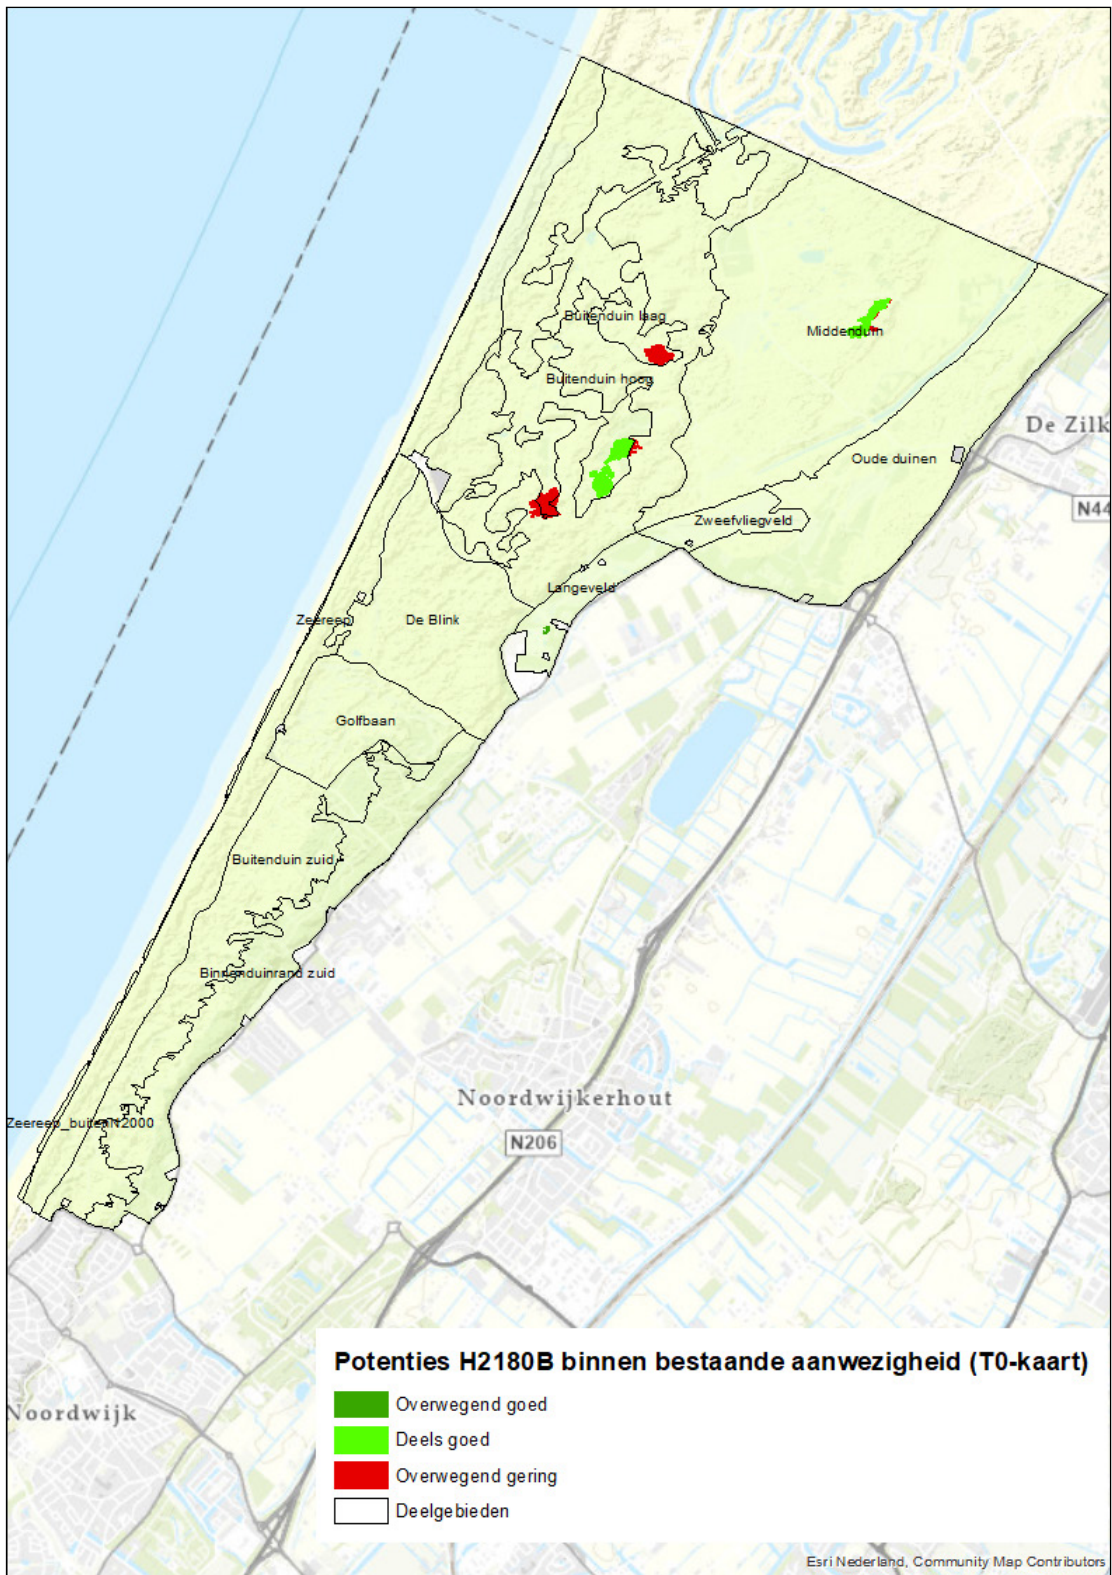 Buitenduin laag
Middenduin
Buitenduin hoog
De Zilk
Oude duinen
N44
Zweefvliegveld
Langeveld
Zeereep
De Blink
Golfbaan
Buitenduin zuid
Binnenduinrand zuid
Noordwijkerhout
Zeereep_buitenN2000
N206
Potenties H2180B binnen bestaande aanwezigheid (T0-kaart)
Overwegend goed
Noordwijk
Deels goed
Overwegend gering
Deelgebieden
Esri Nederland, Community Map Contributors